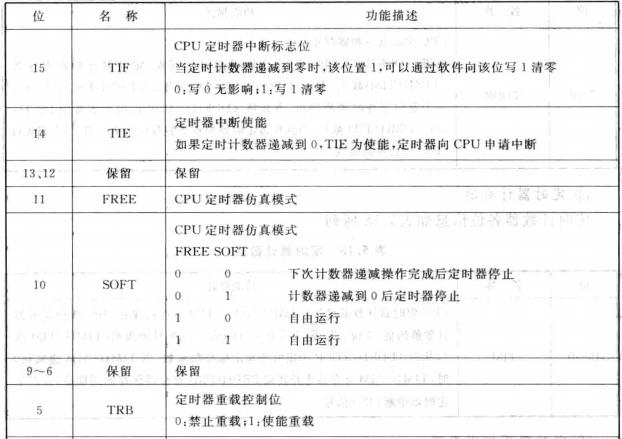 位 名 称 功能描述
CPU 定时器中断标志位
15 TIF 当定时计数器递减到零时,该位置 1,可以通过软件向该位写 1 清零
0:写 0 无影响;1:写 1 清零
定时器中断使能
14 TIE 如果定时计数器递减到 0,TIE 为使能,定时器向 CPU 申请中断
13、12 保留 保留
11 FREE CPU 定时器仿真模式
CPU 定时器仿真模式
FREE SOFT
0 0 下次计数器递减操作完成后定时器停止
10 SOFT 0 1 计数器递减到 0 后定时器停止
1 0 自由运行
1 1 自由运行
9~6 保留 保留
定时器重载控制位
5 TRB 0:禁止重载;1:使能重载